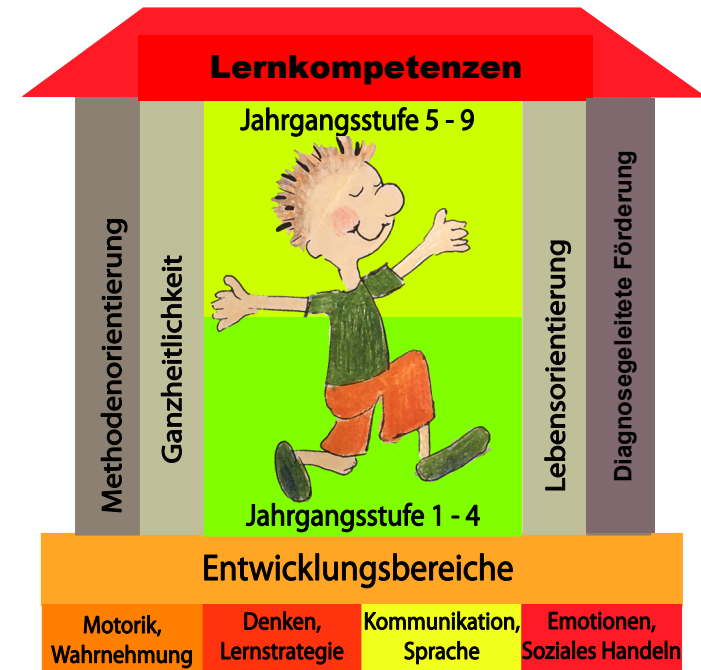 Lernkompetenzen
Jahrgangsstufe 5 - 9
Methodenorientierung
Ganzheitlichkeit
Lebensorientierung
Diagnosegeleitete Förderung
Jahrgangsstufe 1 - 4
Entwicklungsbereiche
Motorik,
Wahrnehmung
Denken,
Lernstrategie
Kommunikation,
Sprache
Emotionen,
Soziales Handeln